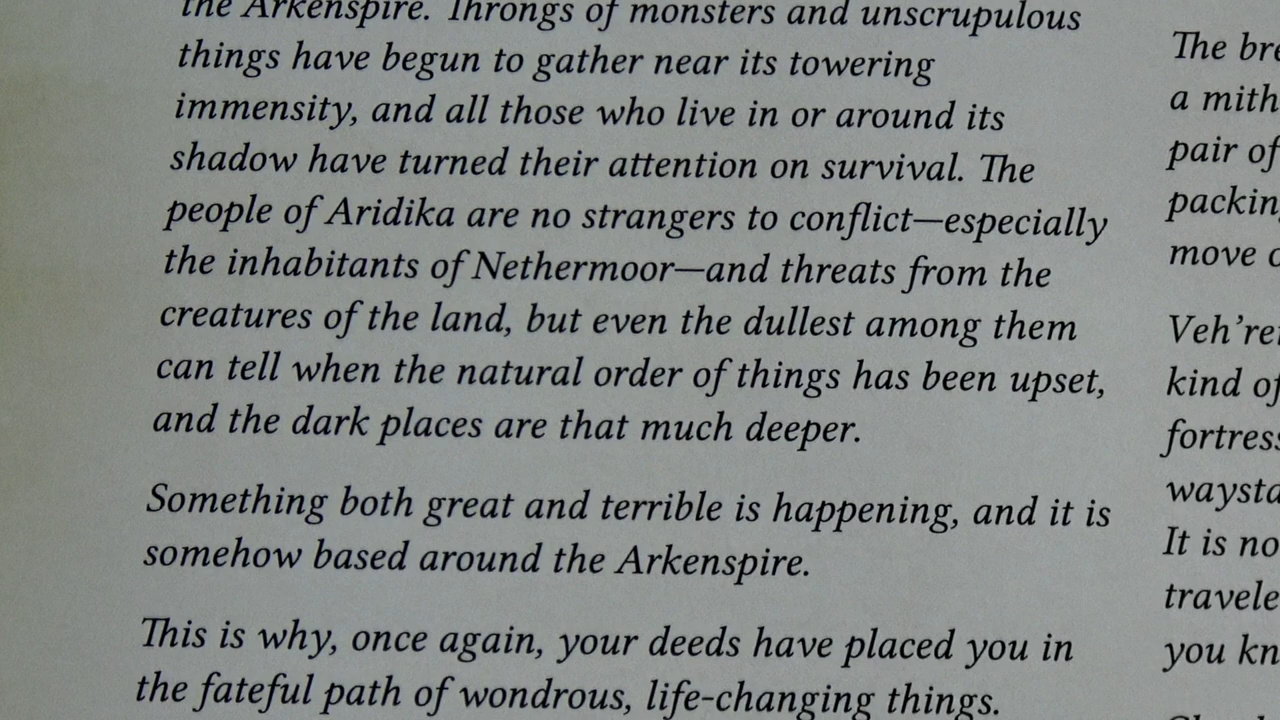 the Arkenspire. Throngs of monsters and unscrupulous
things have begun to gather near its towering
immensity, and all those who live in or around its
shadow have turned their attention on survival. The
people of Aridika are no strangers to conflict—especially
the inhabitants of Nethermoor—and threats from the
creatures of the land, but even the dullest among them
can tell when the natural order of things has been upset,
and the dark places are that much deeper.
Something both great and terrible is happening, and it is
somehow based around the Arkenspire.
This is why, once again, your deeds have placed you in
the fateful path of wondrous, life-changing things.
The
a
pair of
move
kind of
It is no
you